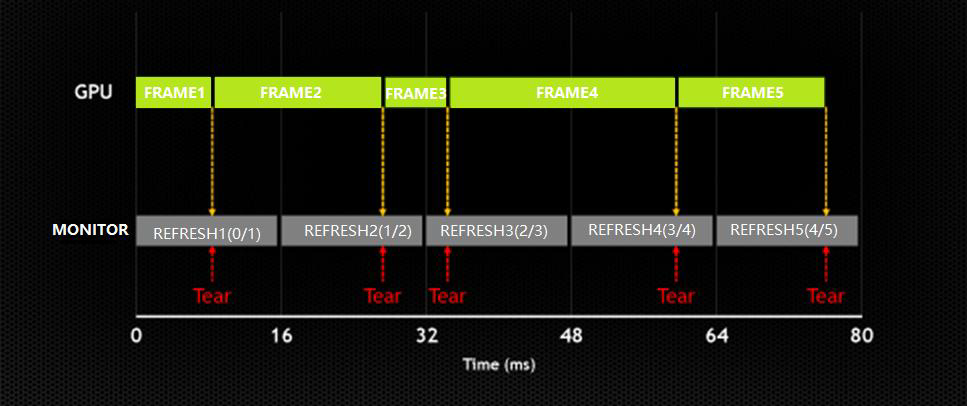 GPU FRAME1 FRAME2 FRAME3 FRAME4 FRAME5
MONITOR REFRESH1(0/1) REFRESH2(1/2) REFRESH3(2/3) REFRESH4(3/4) REFRESH5(4/5)
Tear Tear Tear Tear Tear
0 16 32 48 64 80
Time (ms)